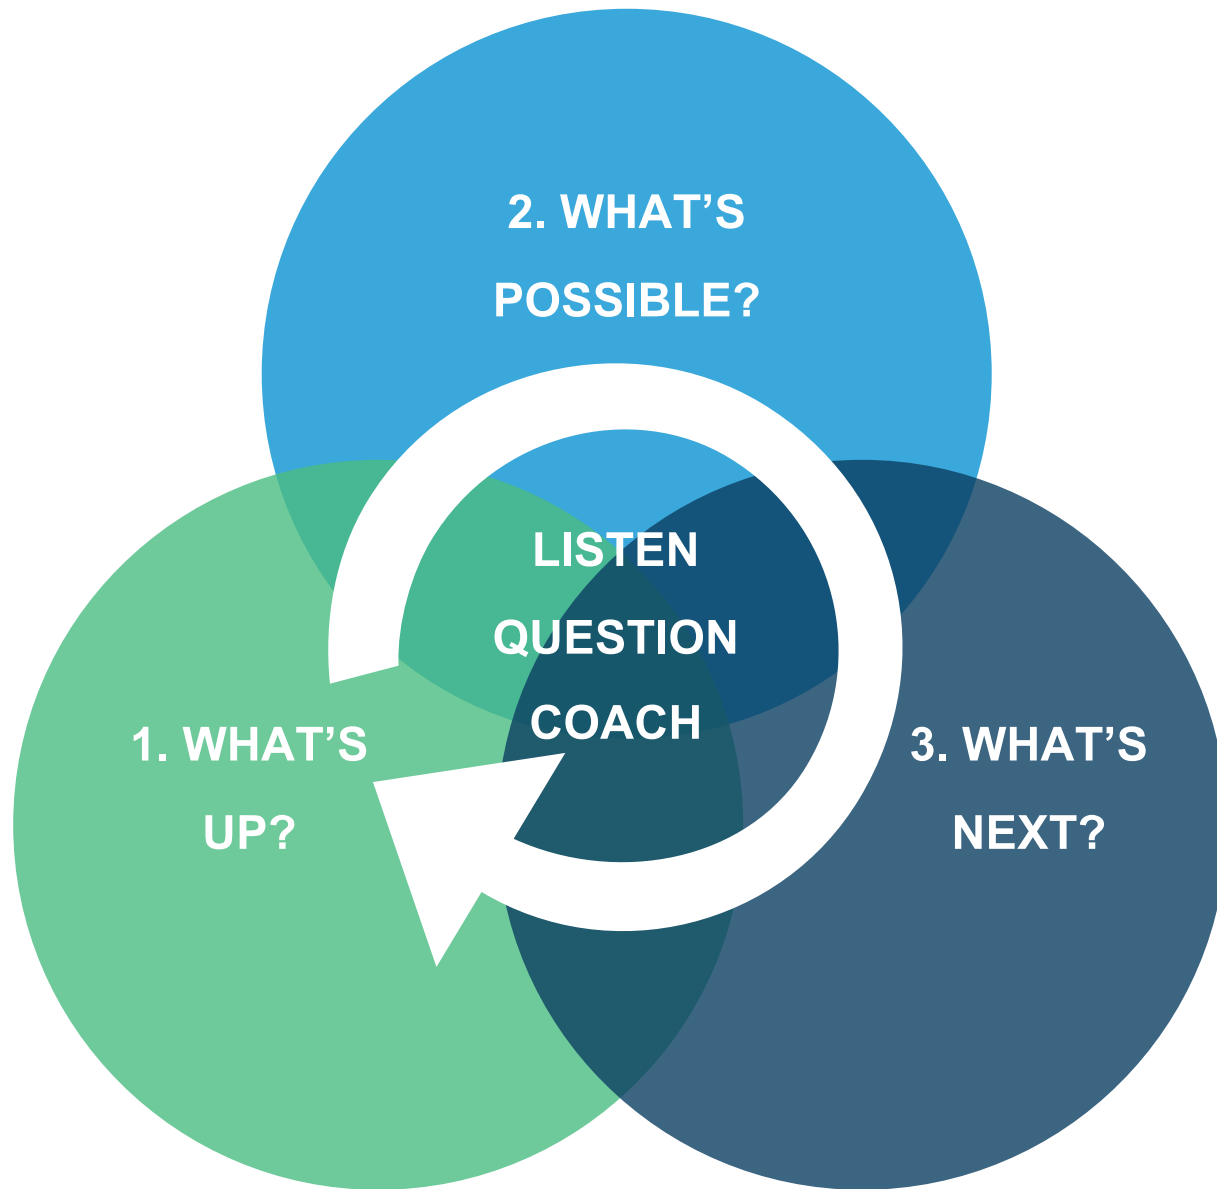 2. WHAT’S
POSSIBLE?
LISTEN
QUESTION
COACH
1. WHAT’S
UP?
3. WHAT’S
NEXT?